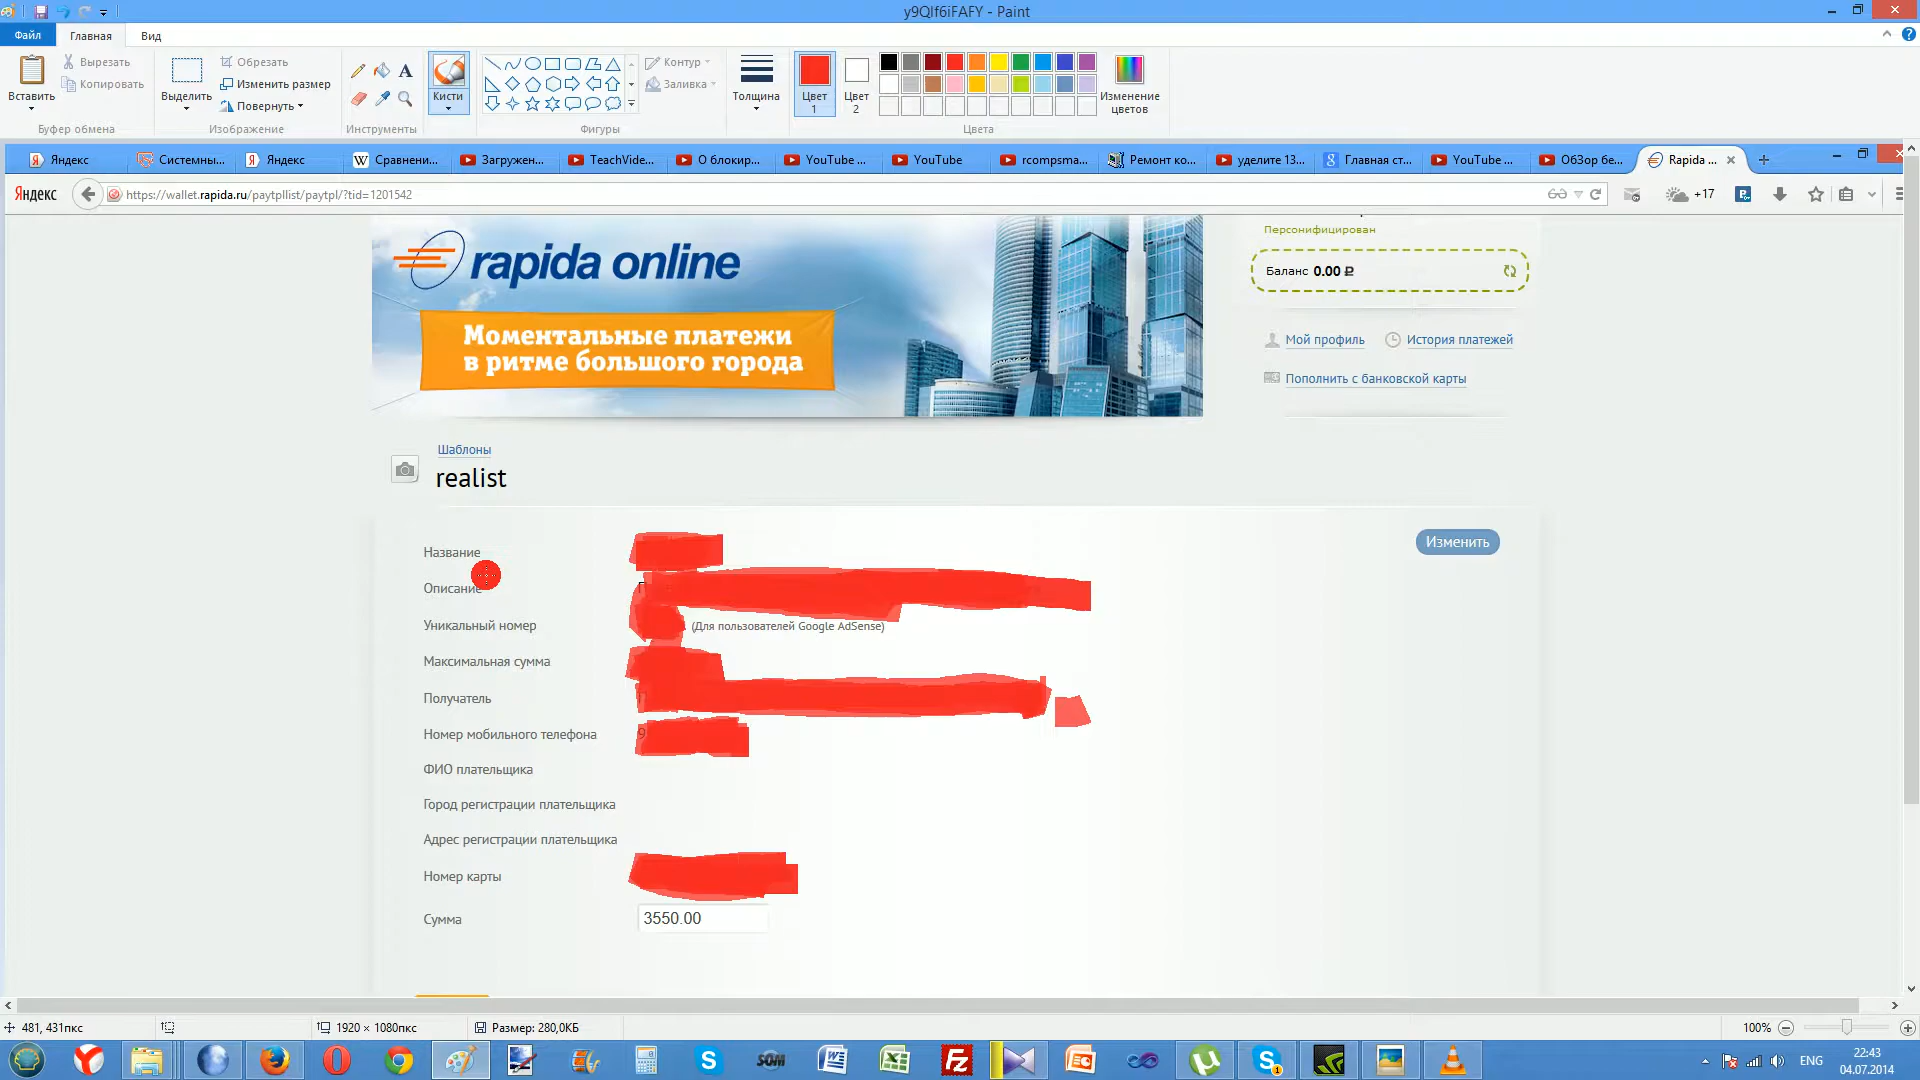 y9Qlf6iFAFY - Paint
Файл Главная Вид
Вставить
Вырезать
Копировать
Буфер обмена
Выделить
Обрезать
Изменить размер
Повернуть
Изображение
Инструменты
Кисти
Контур
Заливка
Фигуры
Толщина
Цвет 1
Цвет 2
Изменение цветов
Цвета
Яндекс Системны... Яндекс Сравнени... Загружен... TeachVide... О блокир... YouTube ... YouTube rcompsma... Ремонт ко... уделите 13... Главная ст... YouTube ... ОбЗор бе... Rapida ...
Яндекс https://wallet.rapida.ru/paytpllist/paytpl/?tid=1201542 +17
Персонифицирован
rapida online
Баланс 0.00
Моментальные платежи
в ритме большого города
Мой профиль История платежей
Пополнить с банковской карты
Шаблоны
realist
Изменить
Название
Описание
Уникальный номер (Для пользователей Google AdSense)
Максимальная сумма
Получатель
Номер мобильного телефона 9
ФИО плательщика
Город регистрации плательщика
Адрес регистрации плательщика
Номер карты
Сумма 3550.00
481, 431пкс 1920 × 1080пкс Размер: 280,0КБ 100%
ENG 22:43
04.07.2014